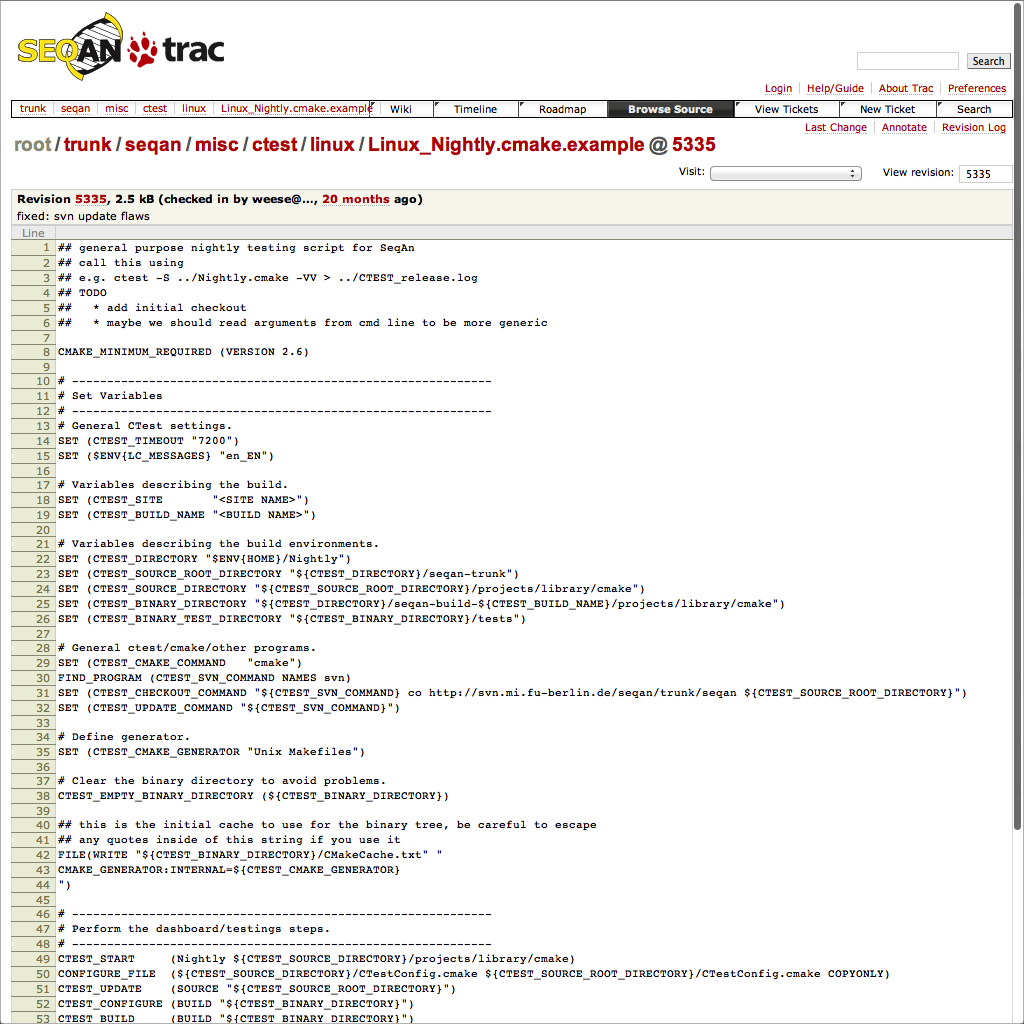 SEQAN trac
Search
Login Help/Guide About Trac Preferences
trunk seqan misc ctest linux Linux_Nightly.cmake.example Wiki Timeline Roadmap Browse Source View Tickets New Ticket Search
Last Change Annotate Revision Log
root/trunk/seqan/misc/ctest/linux/Linux_Nightly.cmake.example @ 5335
Visit: View revision: 5335
Revision 5335, 2.5 kB (checked in by weese@..., 20 months ago)
fixed: svn update flaws
Line
1 ## general purpose nightly testing script for SeqAn
2 ## call this using
3 ## e.g. ctest -S ../Nightly.cmake -VV > ../CTEST_release.log
4 ## TODO
5 ##   * add initial checkout
6 ##   * maybe we should read arguments from cmd line to be more generic
7
8 CMAKE_MINIMUM_REQUIRED (VERSION 2.6)
9
10 # ------------------------------------------------------------
11 # Set Variables
12 # ------------------------------------------------------------
13 # General CTest settings.
14 SET (CTEST_TIMEOUT "7200")
15 SET ($ENV{LC_MESSAGES} "en_EN")
16
17 # Variables describing the build.
18 SET (CTEST_SITE       "<SITE NAME>")
19 SET (CTEST_BUILD_NAME "<BUILD NAME>")
20
21 # Variables describing the build environments.
22 SET (CTEST_DIRECTORY "$ENV{HOME}/Nightly")
23 SET (CTEST_SOURCE_ROOT_DIRECTORY "${CTEST_DIRECTORY}/seqan-trunk")
24 SET (CTEST_SOURCE_DIRECTORY "${CTEST_SOURCE_ROOT_DIRECTORY}/projects/library/cmake")
25 SET (CTEST_BINARY_DIRECTORY "${CTEST_DIRECTORY}/seqan-build-${CTEST_BUILD_NAME}/projects/library/cmake")
26 SET (CTEST_BINARY_TEST_DIRECTORY "${CTEST_BINARY_DIRECTORY}/tests")
27
28 # General ctest/cmake/other programs.
29 SET (CTEST_CMAKE_COMMAND   "cmake")
30 FIND_PROGRAM (CTEST_SVN_COMMAND NAMES svn)
31 SET (CTEST_CHECKOUT_COMMAND "${CTEST_SVN_COMMAND} co http://svn.mi.fu-berlin.de/seqan/trunk/seqan ${CTEST_SOURCE_ROOT_DIRECTORY}")
32 SET (CTEST_UPDATE_COMMAND "${CTEST_SVN_COMMAND}")
33
34 # Define generator.
35 SET (CTEST_CMAKE_GENERATOR "Unix Makefiles")
36
37 # Clear the binary directory to avoid problems.
38 CTEST_EMPTY_BINARY_DIRECTORY (${CTEST_BINARY_DIRECTORY})
39
40 ## this is the initial cache to use for the binary tree, be careful to escape
41 ## any quotes inside of this string if you use it
42 FILE(WRITE "${CTEST_BINARY_DIRECTORY}/CMakeCache.txt" "
43 CMAKE_GENERATOR:INTERNAL=${CTEST_CMAKE_GENERATOR}
44 ")
45
46 # ------------------------------------------------------------
47 # Perform the dashboard/testings steps.
48 # ------------------------------------------------------------
49 CTEST_START     (Nightly ${CTEST_SOURCE_DIRECTORY}/projects/library/cmake)
50 CONFIGURE_FILE  (${CTEST_SOURCE_DIRECTORY}/CTestConfig.cmake ${CTEST_SOURCE_ROOT_DIRECTORY}/CTestConfig.cmake COPYONLY)
51 CTEST_UPDATE    (SOURCE "${CTEST_SOURCE_ROOT_DIRECTORY}")
52 CTEST_CONFIGURE (BUILD "${CTEST_BINARY_DIRECTORY}")
53 CTEST_BUILD     (BUILD "${CTEST_BINARY_DIRECTORY}")